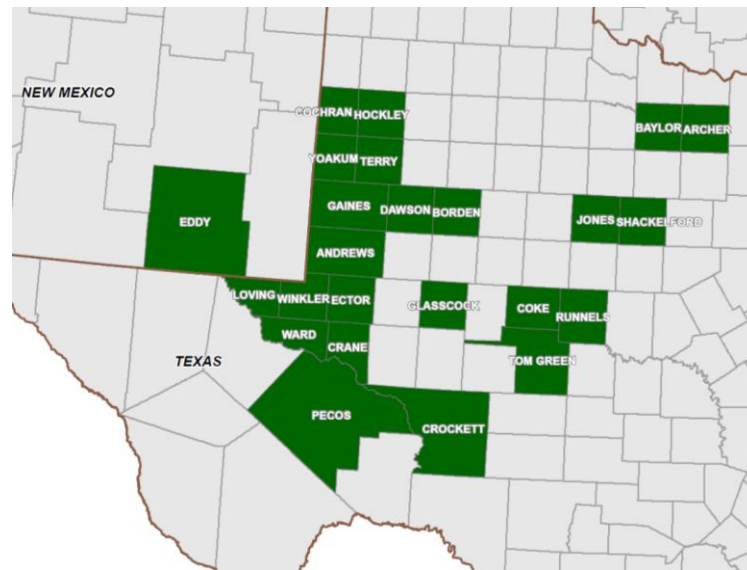 NEW MEXICO
COCHRAN HOCKLEY
BAYLOR ARCHER
YOAKUM TERRY
EDDY
GAINES DAWSON BORDEN
JONES SHACKELFORD
ANDREWS
LOVING WINKLER ECTOR GLASSCOCK COKE RUNNELS
WARD CRANE
TEXAS
TOM GREEN
PECOS
CROCKETT